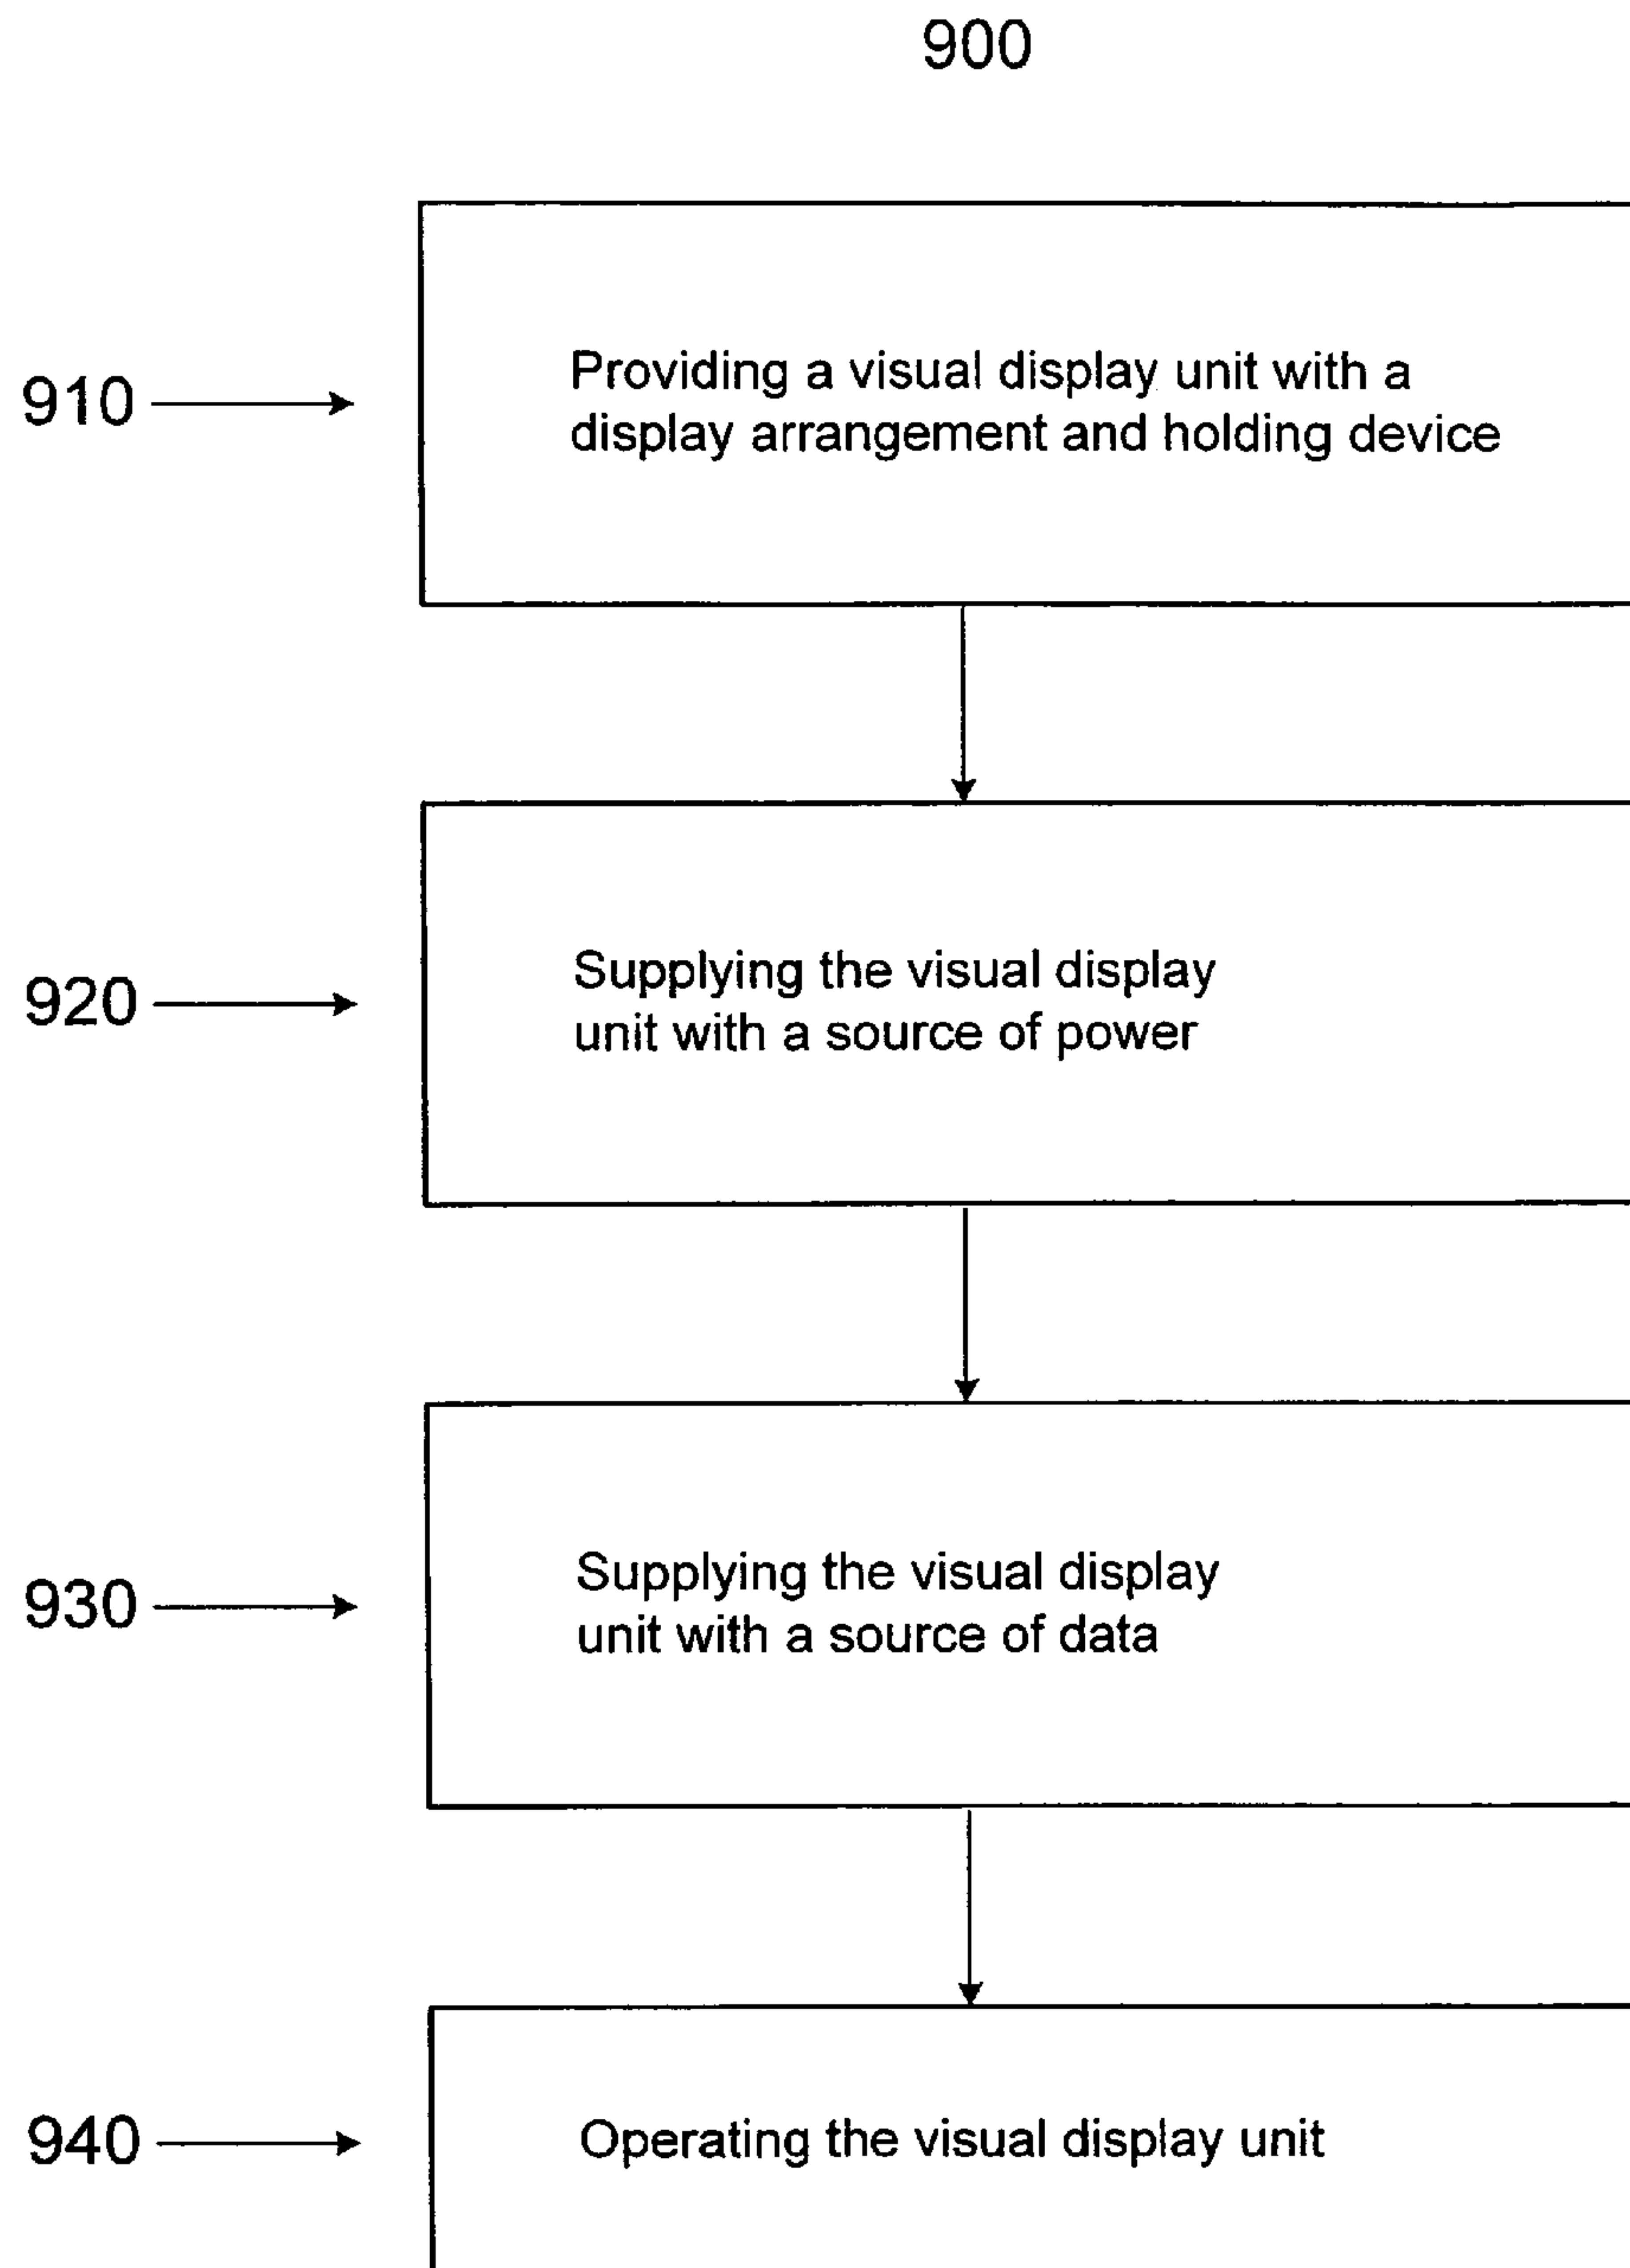 900
910
Providing a visual display unit with a
display arrangement and holding device
920
Supplying the visual display
unit with a source of power
930
Supplying the visual display
unit with a source of data
940
Operating the visual display unit